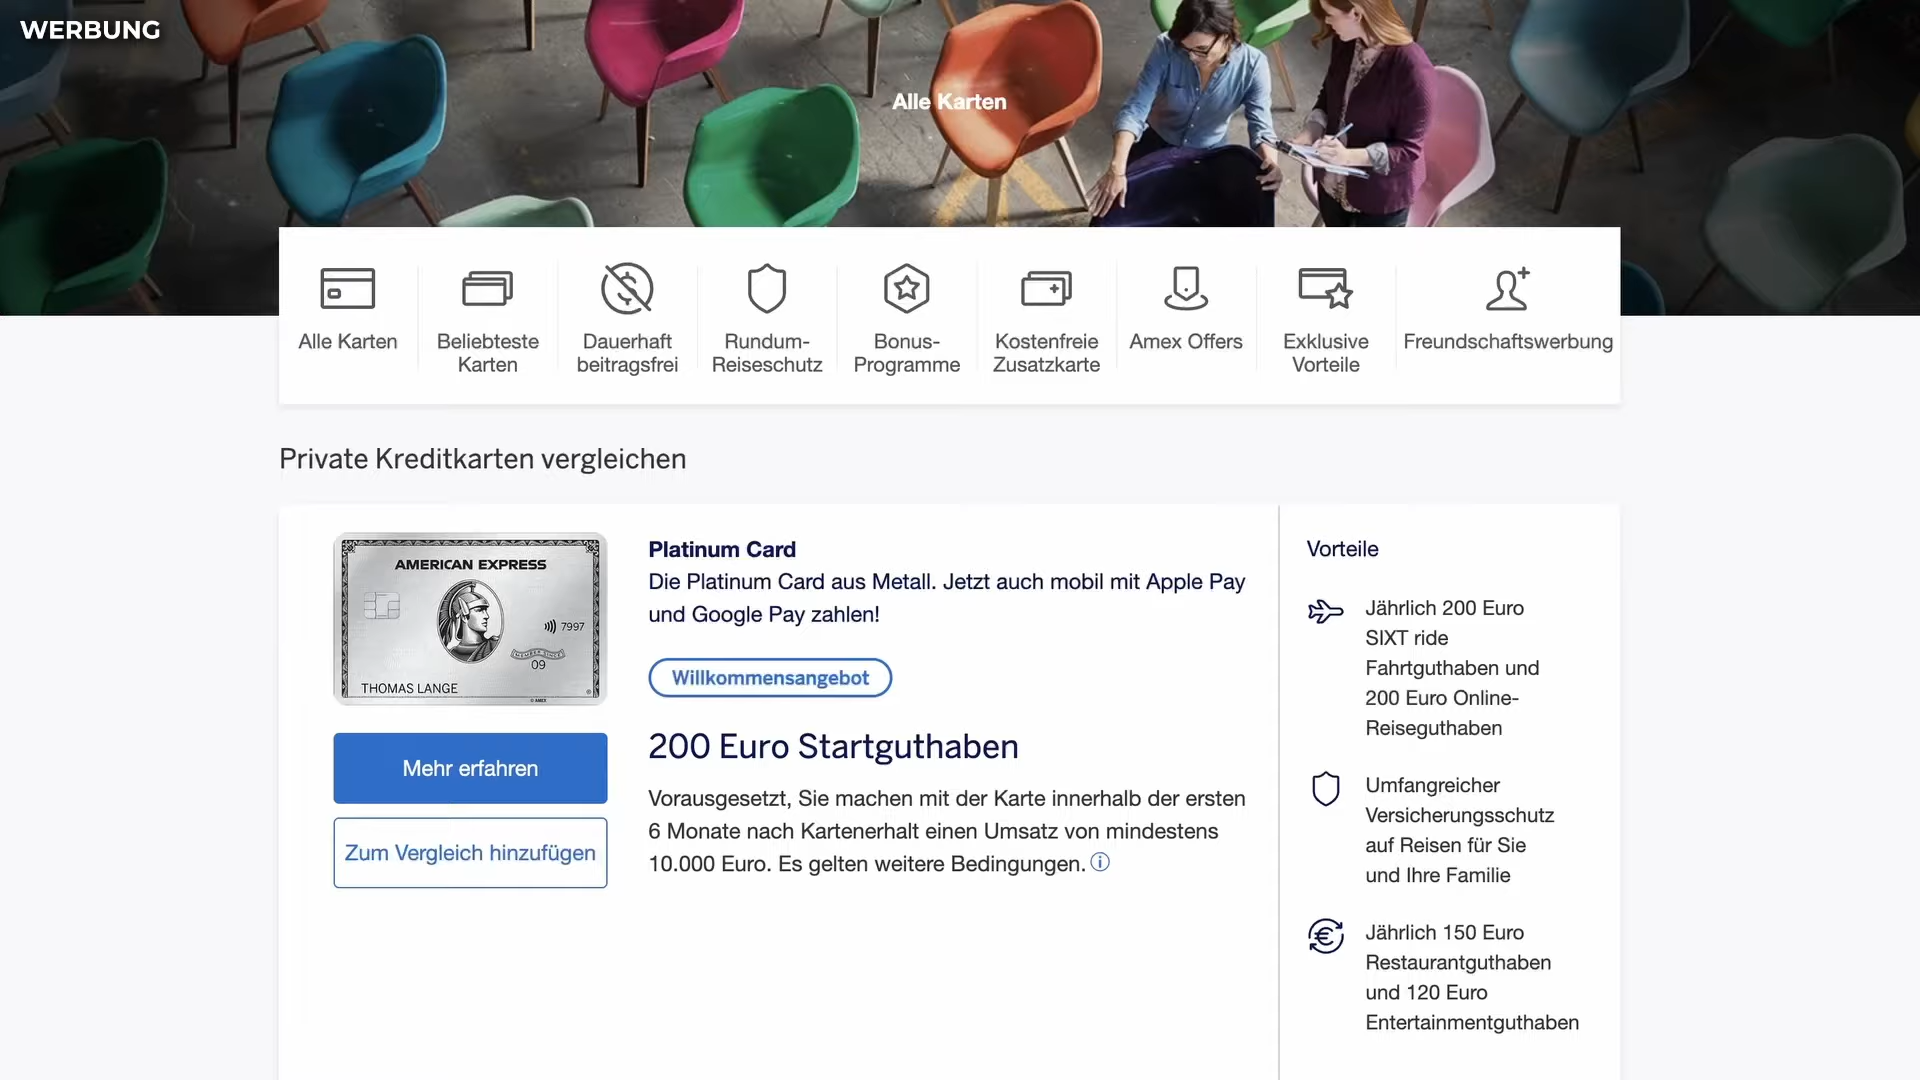 WERBUNG
Alle Karten
Alle Karten
Beliebteste
Karten
Dauerhaft
beitragsfrei
Rundum-
Reiseschutz
Bonus-
Programme
Kostenfreie
Zusatzkarte
Amex Offers
Exklusive
Vorteile
Freundschaftswerbung
Private Kreditkarten vergleichen
AMERICAN EXPRESS
7997
MEMBER SINCE
09
THOMAS LANGE
© AMEX
Mehr erfahren
Zum Vergleich hinzufügen
Platinum Card
Die Platinum Card aus Metall. Jetzt auch mobil mit Apple Pay
und Google Pay zahlen!
Willkommensangebot
200 Euro Startguthaben
Vorausgesetzt, Sie machen mit der Karte innerhalb der ersten
6 Monate nach Kartenerhalt einen Umsatz von mindestens
10.000 Euro. Es gelten weitere Bedingungen.
Vorteile
Jährlich 200 Euro
SIXT ride
Fahrtguthaben und
200 Euro Online-
Reiseguthaben
Umfangreicher
Versicherungsschutz
auf Reisen für Sie
und Ihre Familie
Jährlich 150 Euro
Restaurantguthaben
und 120 Euro
Entertainmentguthaben